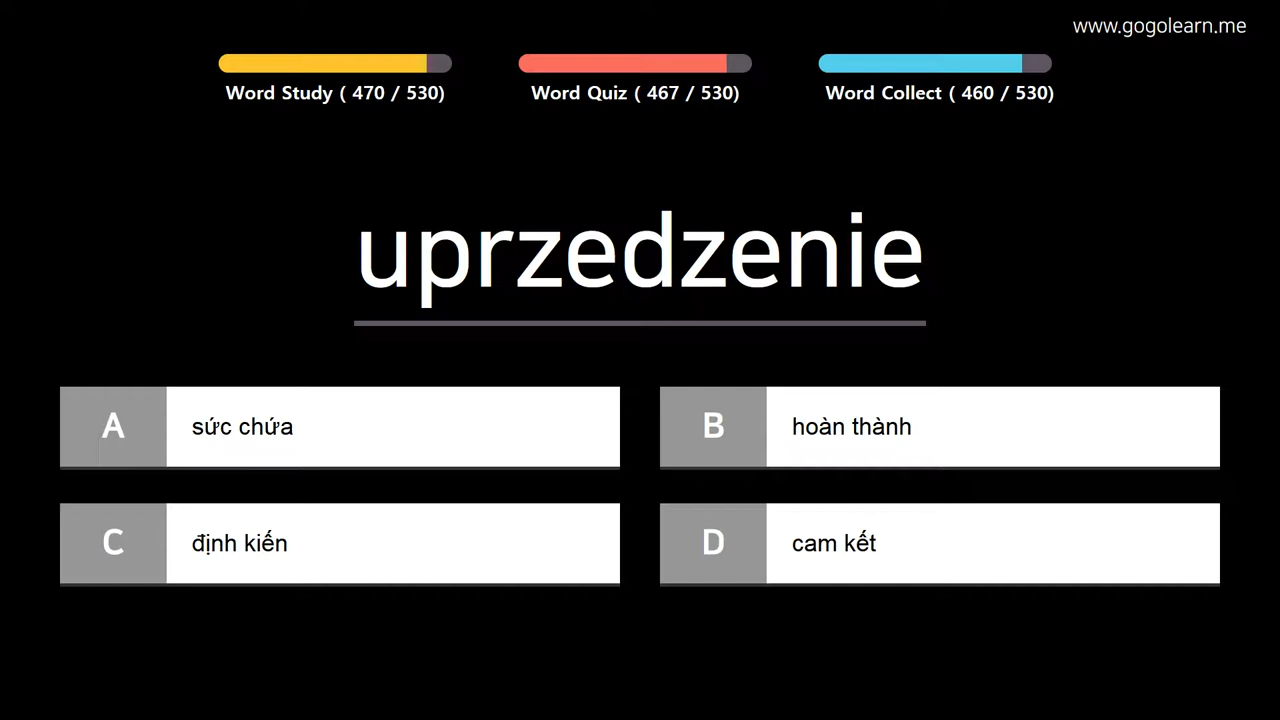 www.gogolearn.me
Word Study ( 470 / 530)
Word Quiz ( 467 / 530)
Word Collect ( 460 / 530)
uprzedzenie
A sức chứa
B hoàn thành
C định kiến
D cam kết